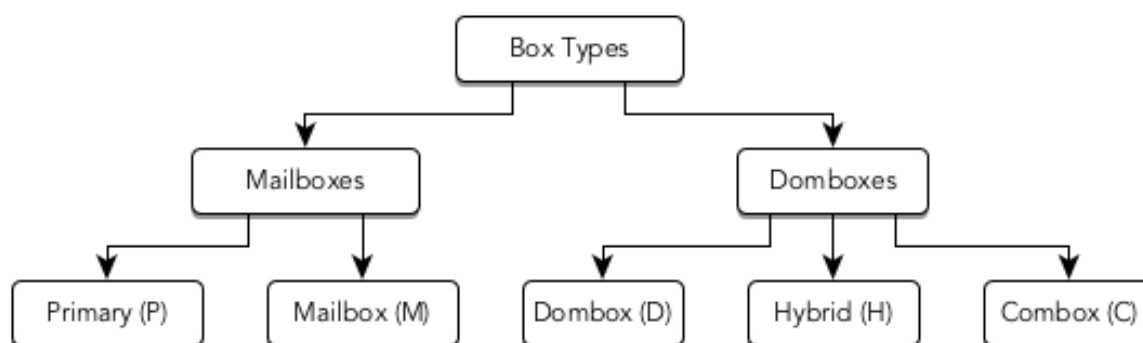 Box Types
Mailboxes
Domboxes
Primary (P)
Mailbox (M)
Dombox (D)
Hybrid (H)
Combox (C)